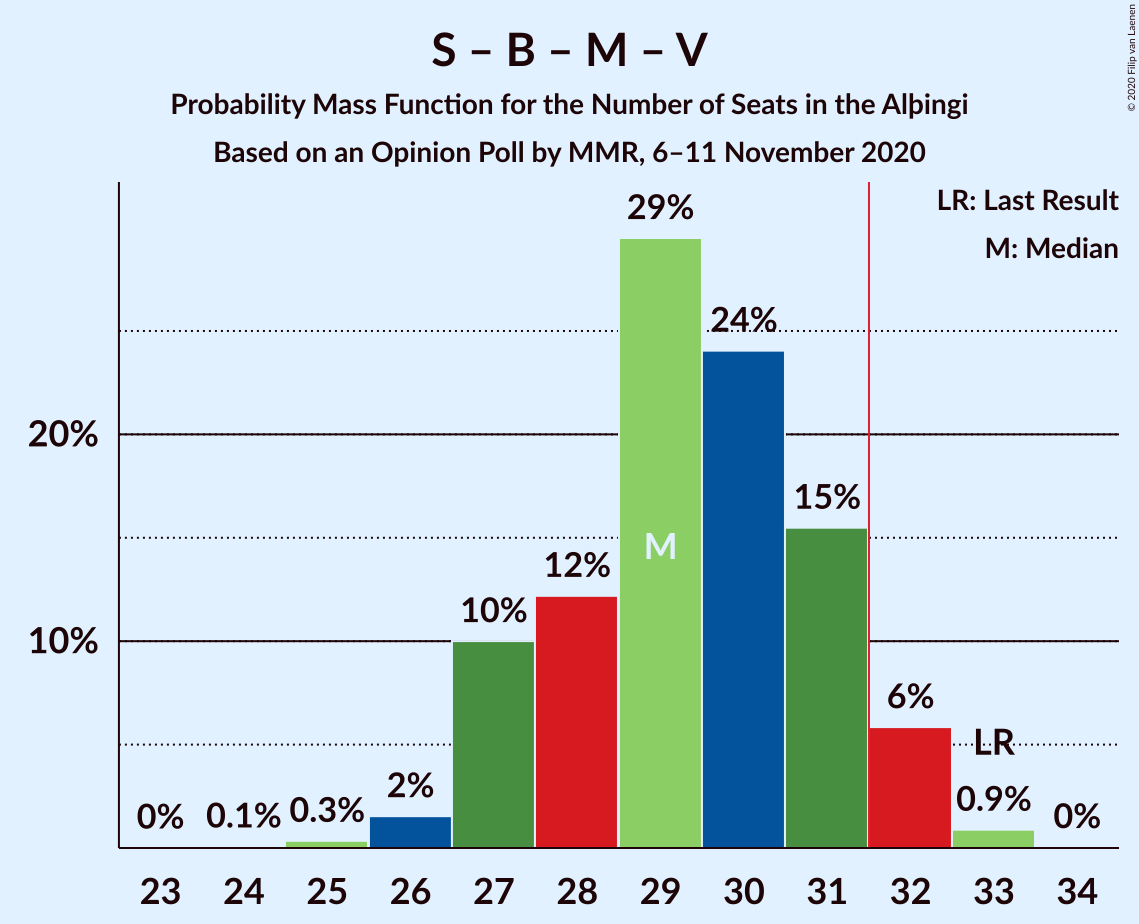 S – B – M – V
Probability Mass Function for the Number of Seats in the Alþingi
Based on an Opinion Poll by MMR, 6–11 November 2020
© 2020 Filip van Laenen
LR: Last Result
M: Median
29%
24%
20%
15%
M
12%
10%
10%
6%
LR
2%
0.9%
0.3%
0%
0.1%
0%
23 24 25 26 27 28 29 30 31 32 33 34